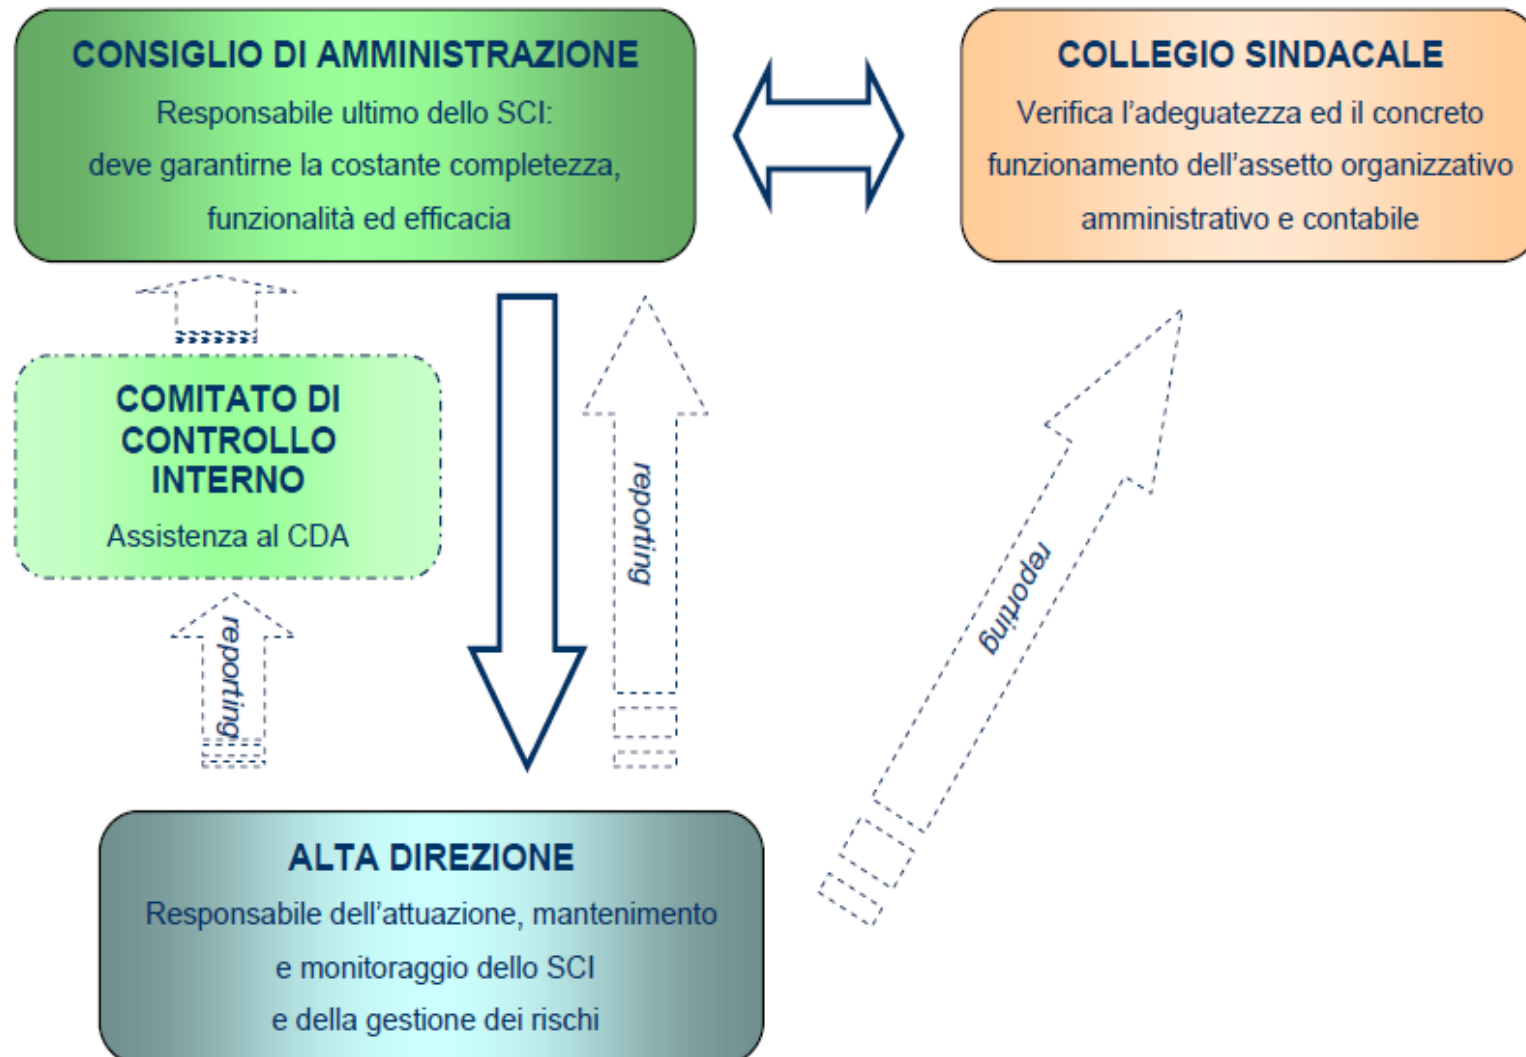 CONSIGLIO DI AMMINISTRAZIONE
Responsabile ultimo dello SCI:
deve garantirne la costante completezza,
funzionalità ed efficacia
COLLEGIO SINDACALE
Verifica l’adeguatezza ed il concreto
funzionamento dell’assetto organizzativo
amministrativo e contabile
COMITATO DI
CONTROLLO
INTERNO
Assistenza al CDA
reporting
reporting
reporting
ALTA DIREZIONE
Responsabile dell’attuazione, mantenimento
e monitoraggio dello SCI
e della gestione dei rischi